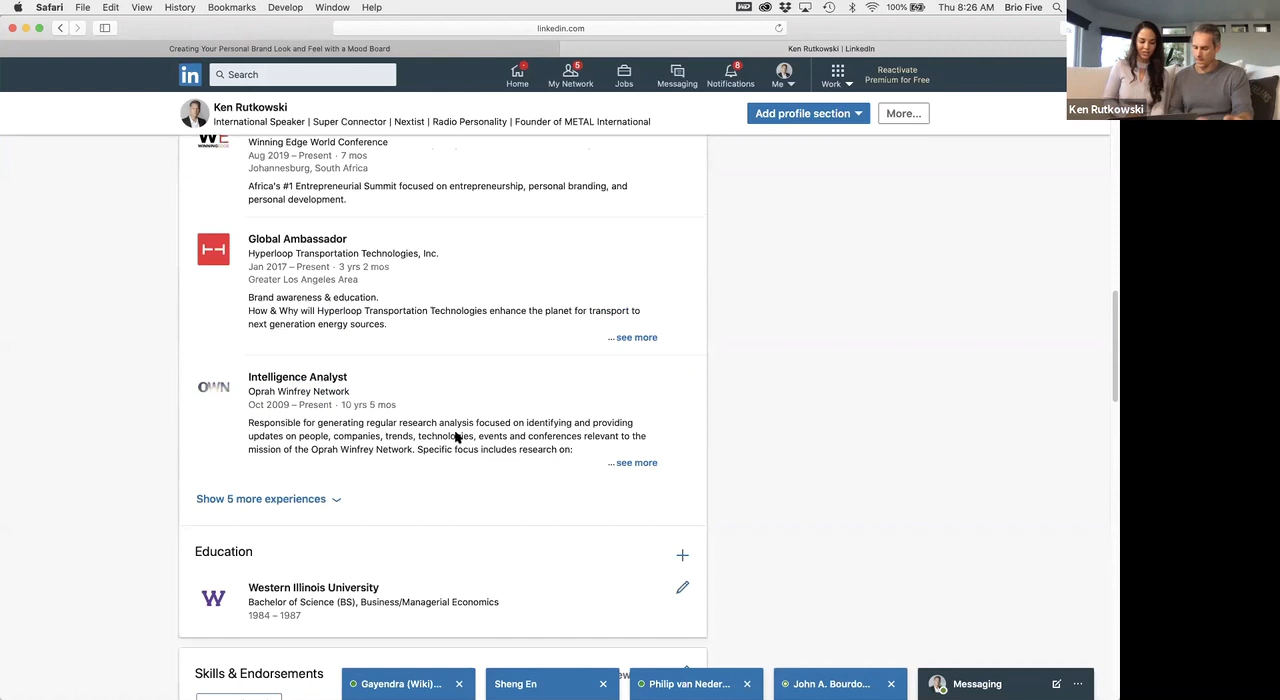 Safari File Edit View History Bookmarks Develop Window Help
100% Thu 8:26 AM Brio Five
linkedin.com
Creating Your Personal Brand Look and Feel with a Mood Board
Ken Rutkowski | LinkedIn
in Search
Home
5
My Network
Jobs
Messaging
8
Notifications
Me
Work
Reactivate
Premium for Free
Ken Rutkowski
Ken Rutkowski
International Speaker | Super Connector | Nextist | Radio Personality | Founder of METAL International
Add profile section
More...
WE
WINNING EDGE
Winning Edge World Conference
Aug 2019 – Present · 7 mos
Johannesburg, South Africa
Africa's #1 Entrepreneurial Summit focused on entrepreneurship, personal branding, and
personal development.
Global Ambassador
Hyperloop Transportation Technologies, Inc.
Jan 2017 – Present · 3 yrs 2 mos
Greater Los Angeles Area
Brand awareness & education.
How & Why will Hyperloop Transportation Technologies enhance the planet for transport to
next generation energy sources.
...see more
OWN
Intelligence Analyst
Oprah Winfrey Network
Oct 2009 – Present · 10 yrs 5 mos
Responsible for generating regular research analysis focused on identifying and providing
updates on people, companies, trends, technologies, events and conferences relevant to the
mission of the Oprah Winfrey Network. Specific focus includes research on:
...see more
Show 5 more experiences
Education
W
Western Illinois University
Bachelor of Science (BS), Business/Managerial Economics
1984 – 1987
Skills & Endorsements
Gayendra (Wiki)...
Sheng En
Philip van Neder...
John A. Bourdo...
Messaging